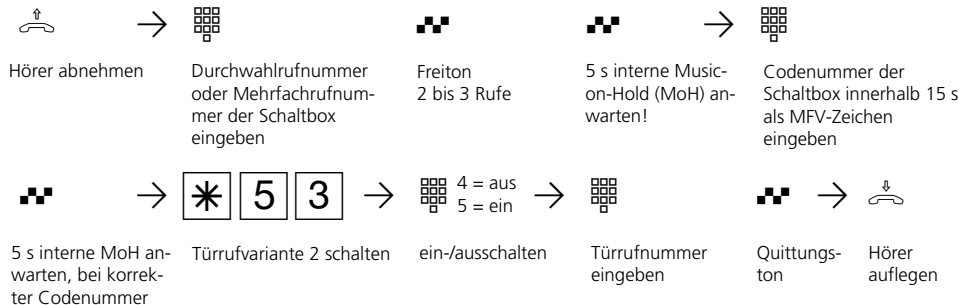 Hörer abnehmen
Durchwahlrufnummer
oder Mehrfachrufnum-
mer der Schaltbox
eingeben
Freiton
2 bis 3 Rufe
5 s interne Music-
on-Hold (MoH) an-
warten!
Codenummer der
Schaltbox innerhalb 15 s
als MFV-Zeichen
eingeben
* 5 3
4 = aus
5 = ein
5 s interne MoH an-
warten, bei korrek-
ter Codenummer
Türrufvariante 2 schalten
ein-/ausschalten
Türrufnummer
eingeben
Quittungs-
ton
Hörer
auflegen